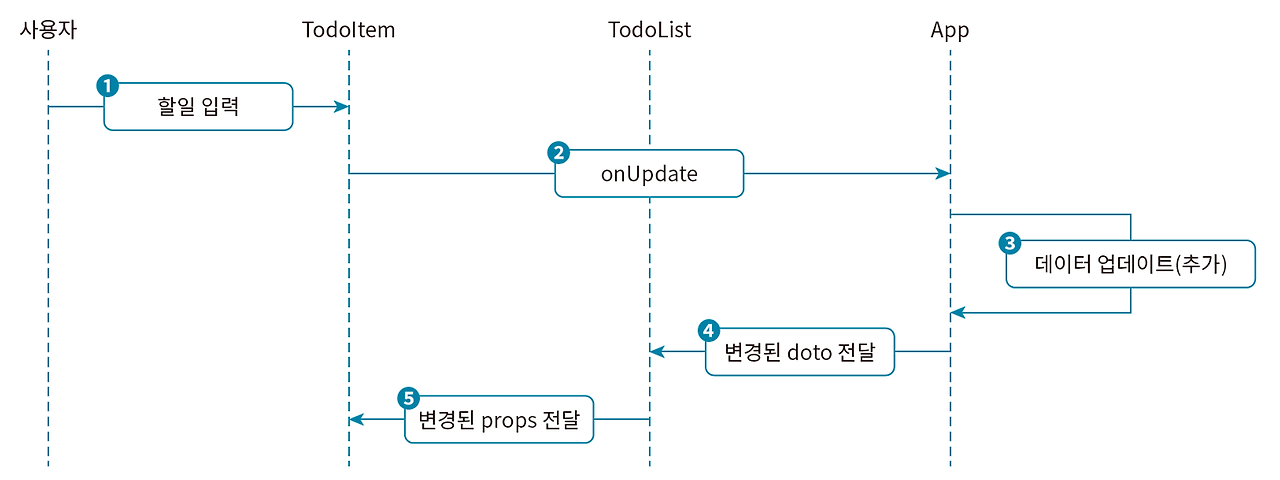 사용자 TodoItem TodoList App
1
할일 입력
2
onUpdate
3
데이터 업데이트(추가)
4
변경된 doto 전달
5
변경된 props 전달